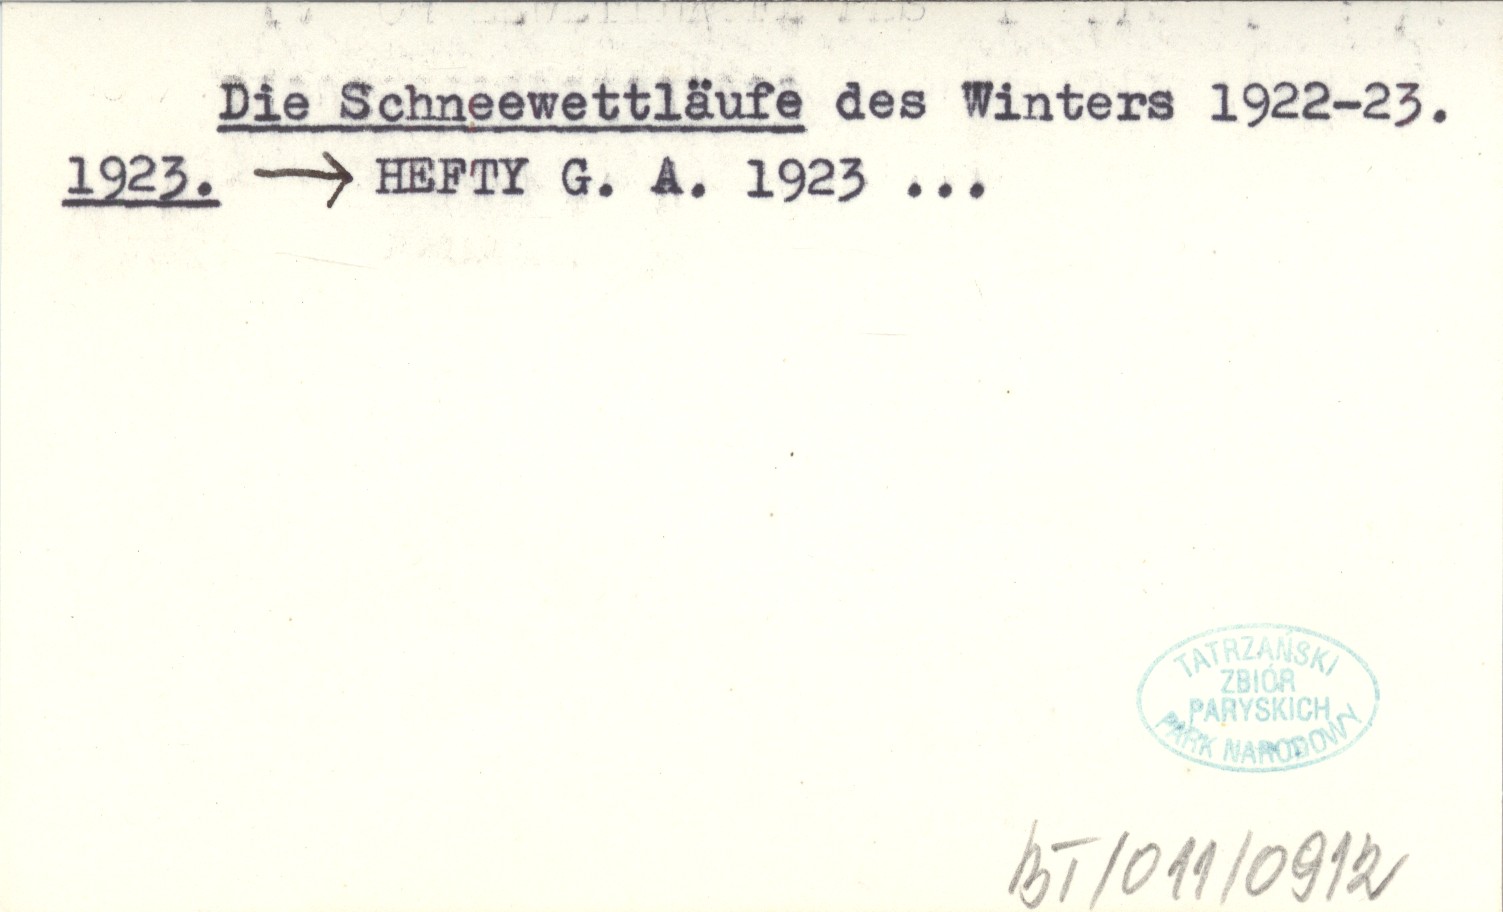 Die Schneewettläufe des Winters 1922-23.
1923. → HEFTY G. A. 1923 ...
TATRZAŃSKI
ZBIÓR
PARYSKICH
PARK NARODOWY
BT/011/0912